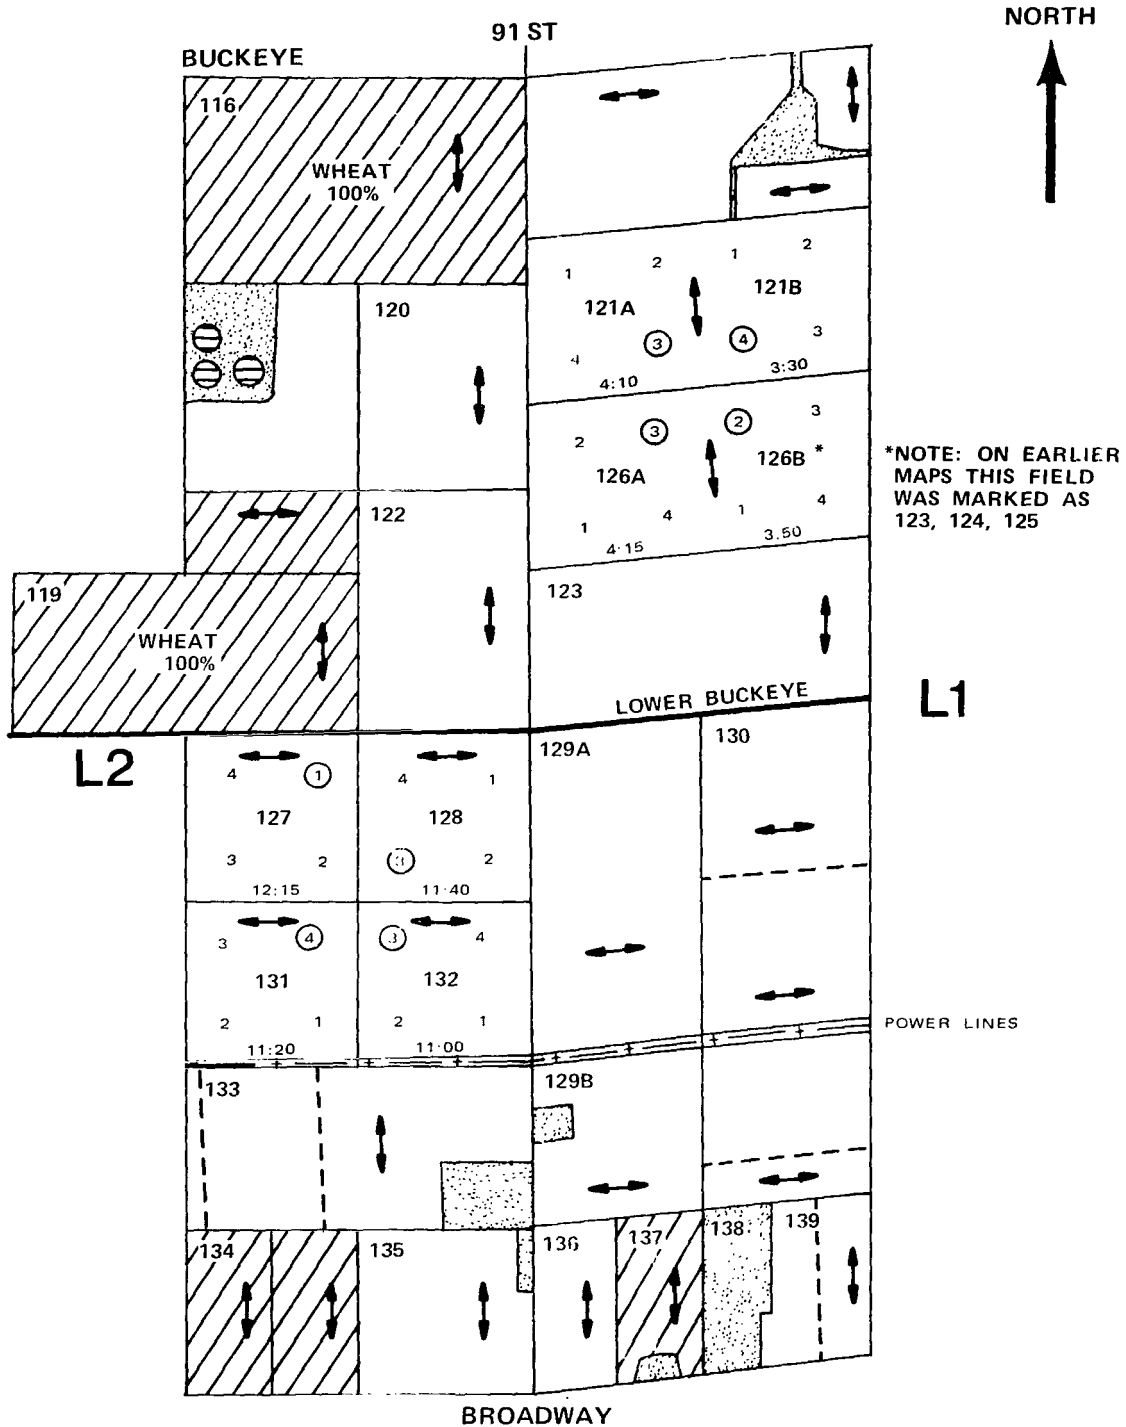 NORTH
91 ST
BUCKEYE
116
WHEAT
100%
1 2 1 2
121A 121B
4 3 4 3
4:10 3:30
120
2 3 2 3
126A 126B *
1 4 1 4
4·15 3.50
*NOTE: ON EARLIER
MAPS THIS FIELD
WAS MARKED AS
123, 124, 125
122
119
WHEAT
100%
123
LOWER BUCKEYE
L1
L2
129A
130
4 1 4 1
127 128
3 2 3 2
12:15 11·40
3 4 3 4
131 132
2 1 2 1
11:20 11·00
POWER LINES
133
129B
134
135
136
137
138
139
BROADWAY